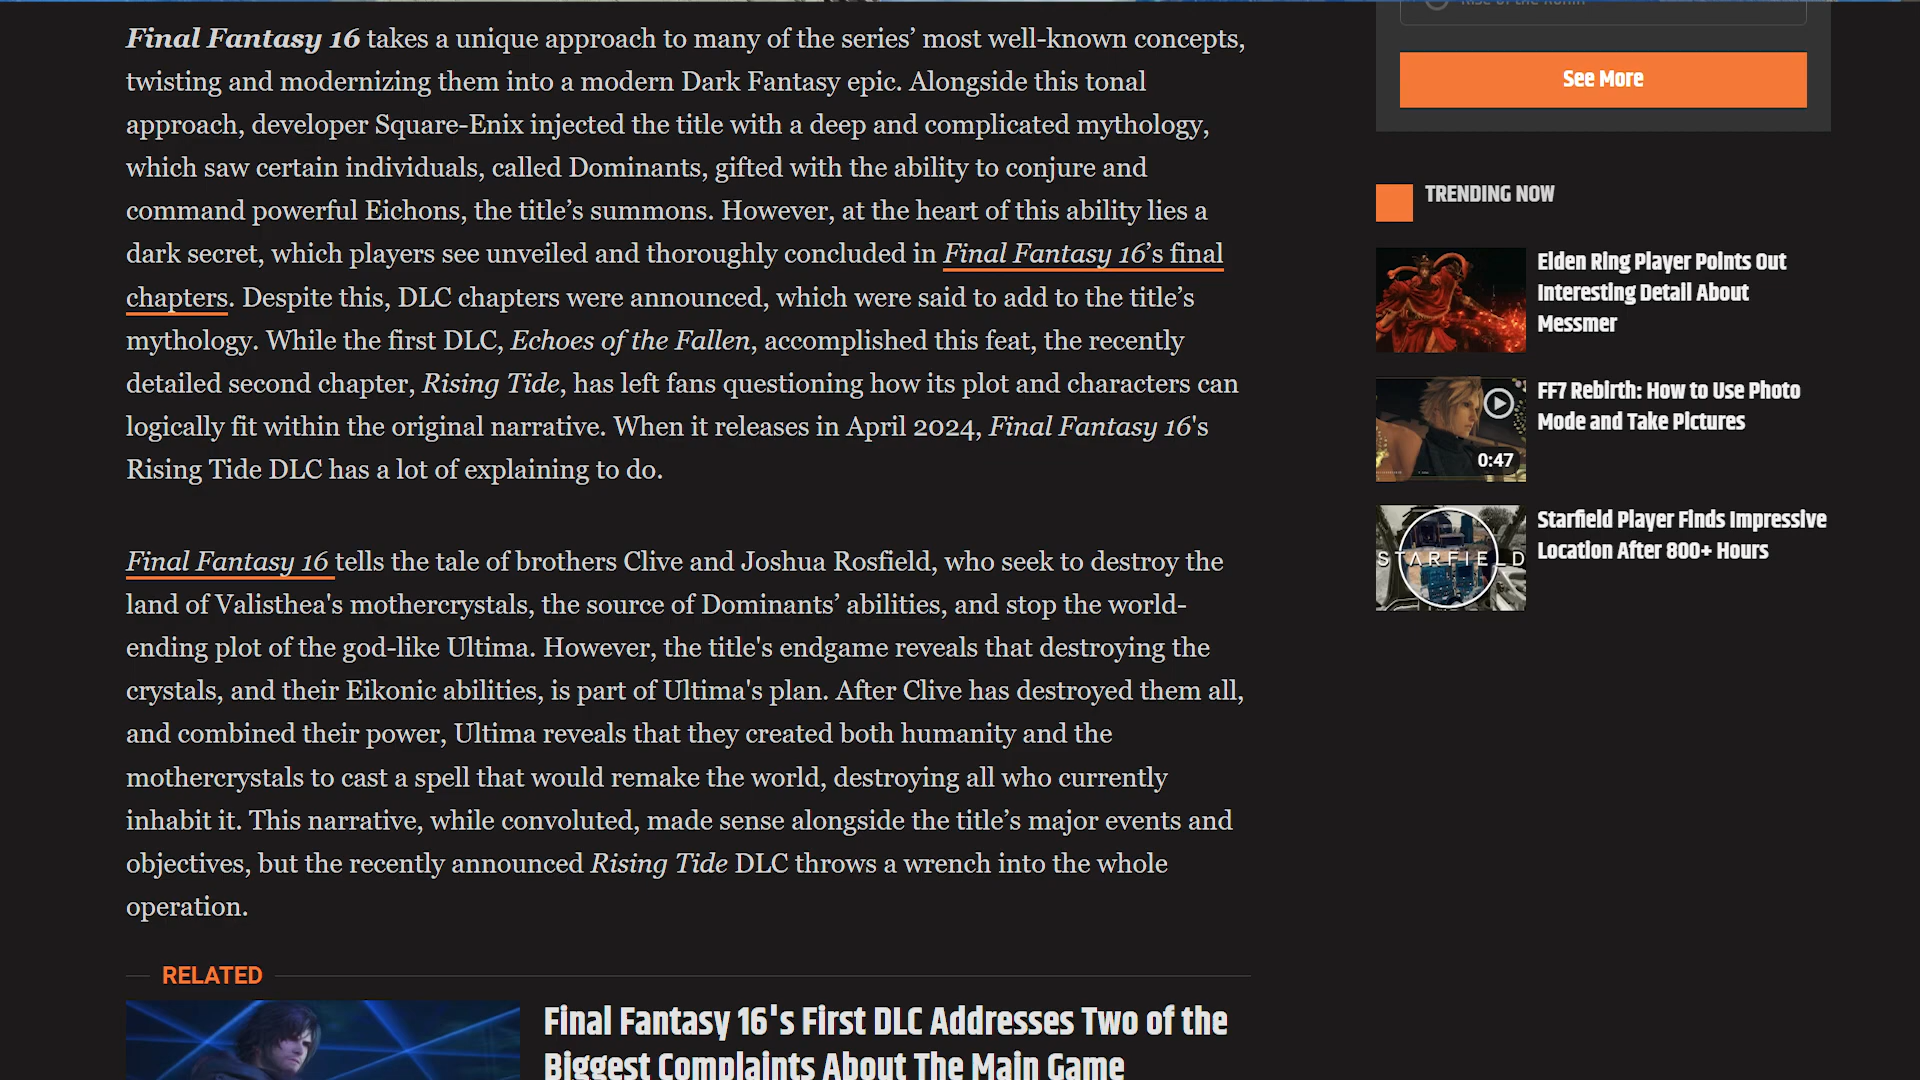 Final Fantasy 16 takes a unique approach to many of the series’ most well-known concepts,
twisting and modernizing them into a modern Dark Fantasy epic. Alongside this tonal
approach, developer Square-Enix injected the title with a deep and complicated mythology,
which saw certain individuals, called Dominants, gifted with the ability to conjure and
command powerful Eichons, the title’s summons. However, at the heart of this ability lies a
dark secret, which players see unveiled and thoroughly concluded in Final Fantasy 16’s final
chapters. Despite this, DLC chapters were announced, which were said to add to the title’s
mythology. While the first DLC, Echoes of the Fallen, accomplished this feat, the recently
detailed second chapter, Rising Tide, has left fans questioning how its plot and characters can
logically fit within the original narrative. When it releases in April 2024, Final Fantasy 16's
Rising Tide DLC has a lot of explaining to do.
Final Fantasy 16 tells the tale of brothers Clive and Joshua Rosfield, who seek to destroy the
land of Valisthea's mothercrystals, the source of Dominants’ abilities, and stop the world-
ending plot of the god-like Ultima. However, the title's endgame reveals that destroying the
crystals, and their Eikonic abilities, is part of Ultima's plan. After Clive has destroyed them all,
and combined their power, Ultima reveals that they created both humanity and the
mothercrystals to cast a spell that would remake the world, destroying all who currently
inhabit it. This narrative, while convoluted, made sense alongside the title’s major events and
objectives, but the recently announced Rising Tide DLC throws a wrench into the whole
operation.
RELATED
Final Fantasy 16's First DLC Addresses Two of the
Biggest Complaints About The Main Game
See More
TRENDING NOW
Elden Ring Player Points Out
Interesting Detail About
Messmer
FF7 Rebirth: How to Use Photo
Mode and Take Pictures
0:47
Starfield Player Finds Impressive
Location After 800+ Hours
STARFIELD